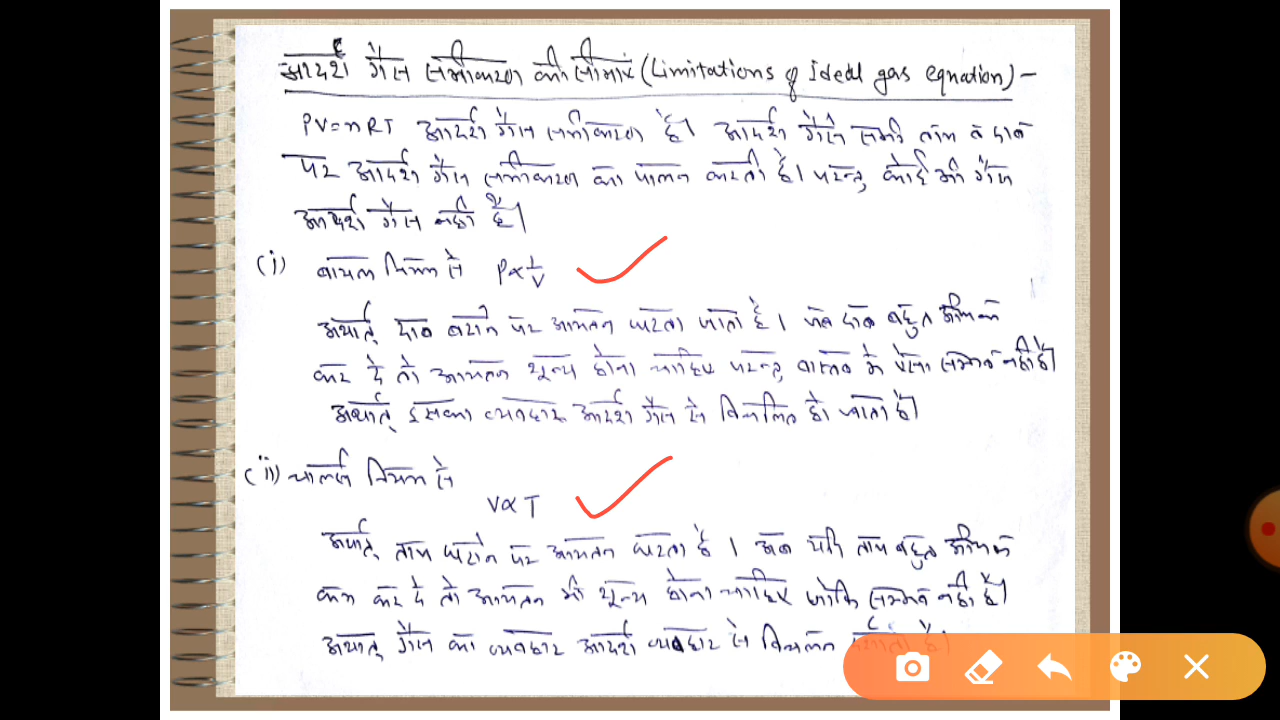 आदर्श गैस समीकरण की सीमाएं (Limitations of Ideal gas equation) -
PV = nRT आदर्श गैस समीकरण है। आदर्श गैसें सभी ताप व दाब
पर आदर्श गैस समीकरण का पालन करती है। परन्तु कोई भी गैस
आदर्श गैस नहीं है।
(i) बायल नियम से P∝1/V
अर्थात् दाब बढ़ाने पर आयतन घटता जाता है। जब दाब बहुत अधिक
कर दे तो आयतन शून्य होना चाहिए परन्तु वास्तव में ऐसा सम्भव नहीं है।
अर्थात् इसका व्यवहार आदर्श गैस से विचलित हो जाता है।
(ii) चार्ल्स नियम से
V∝T
अर्थात् ताप घटाने पर आयतन घटता है। अब यदि ताप बहुत अधिक
कम कर दे तो आयतन भी शून्य होना चाहिए जोकि सम्भव नहीं है।
अर्थात् गैस का व्यवहार आदर्श व्यवहार से विचलन